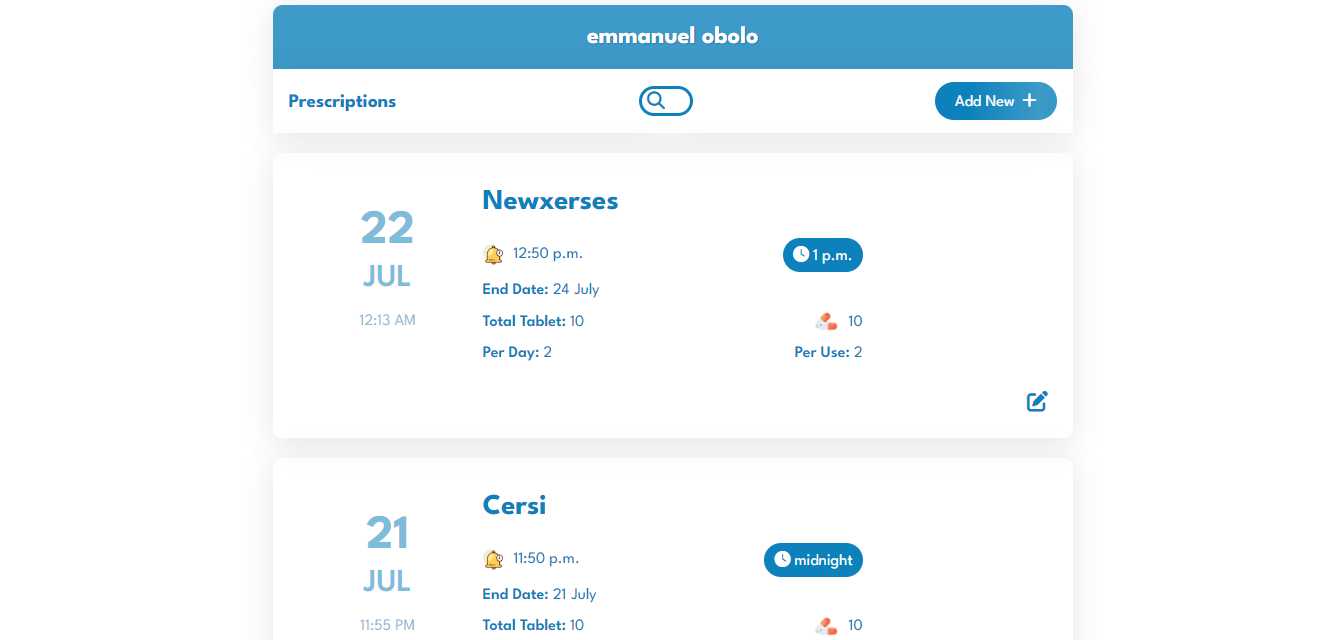 emmanuel obolo
Prescriptions
Add New +
22
JUL
12:13 AM
Newxerses
12:50 p.m.
1 p.m.
End Date: 24 July
Total Tablet: 10
10
Per Day: 2
Per Use: 2
21
JUL
11:55 PM
Cersi
11:50 p.m.
midnight
End Date: 21 July
Total Tablet: 10
10